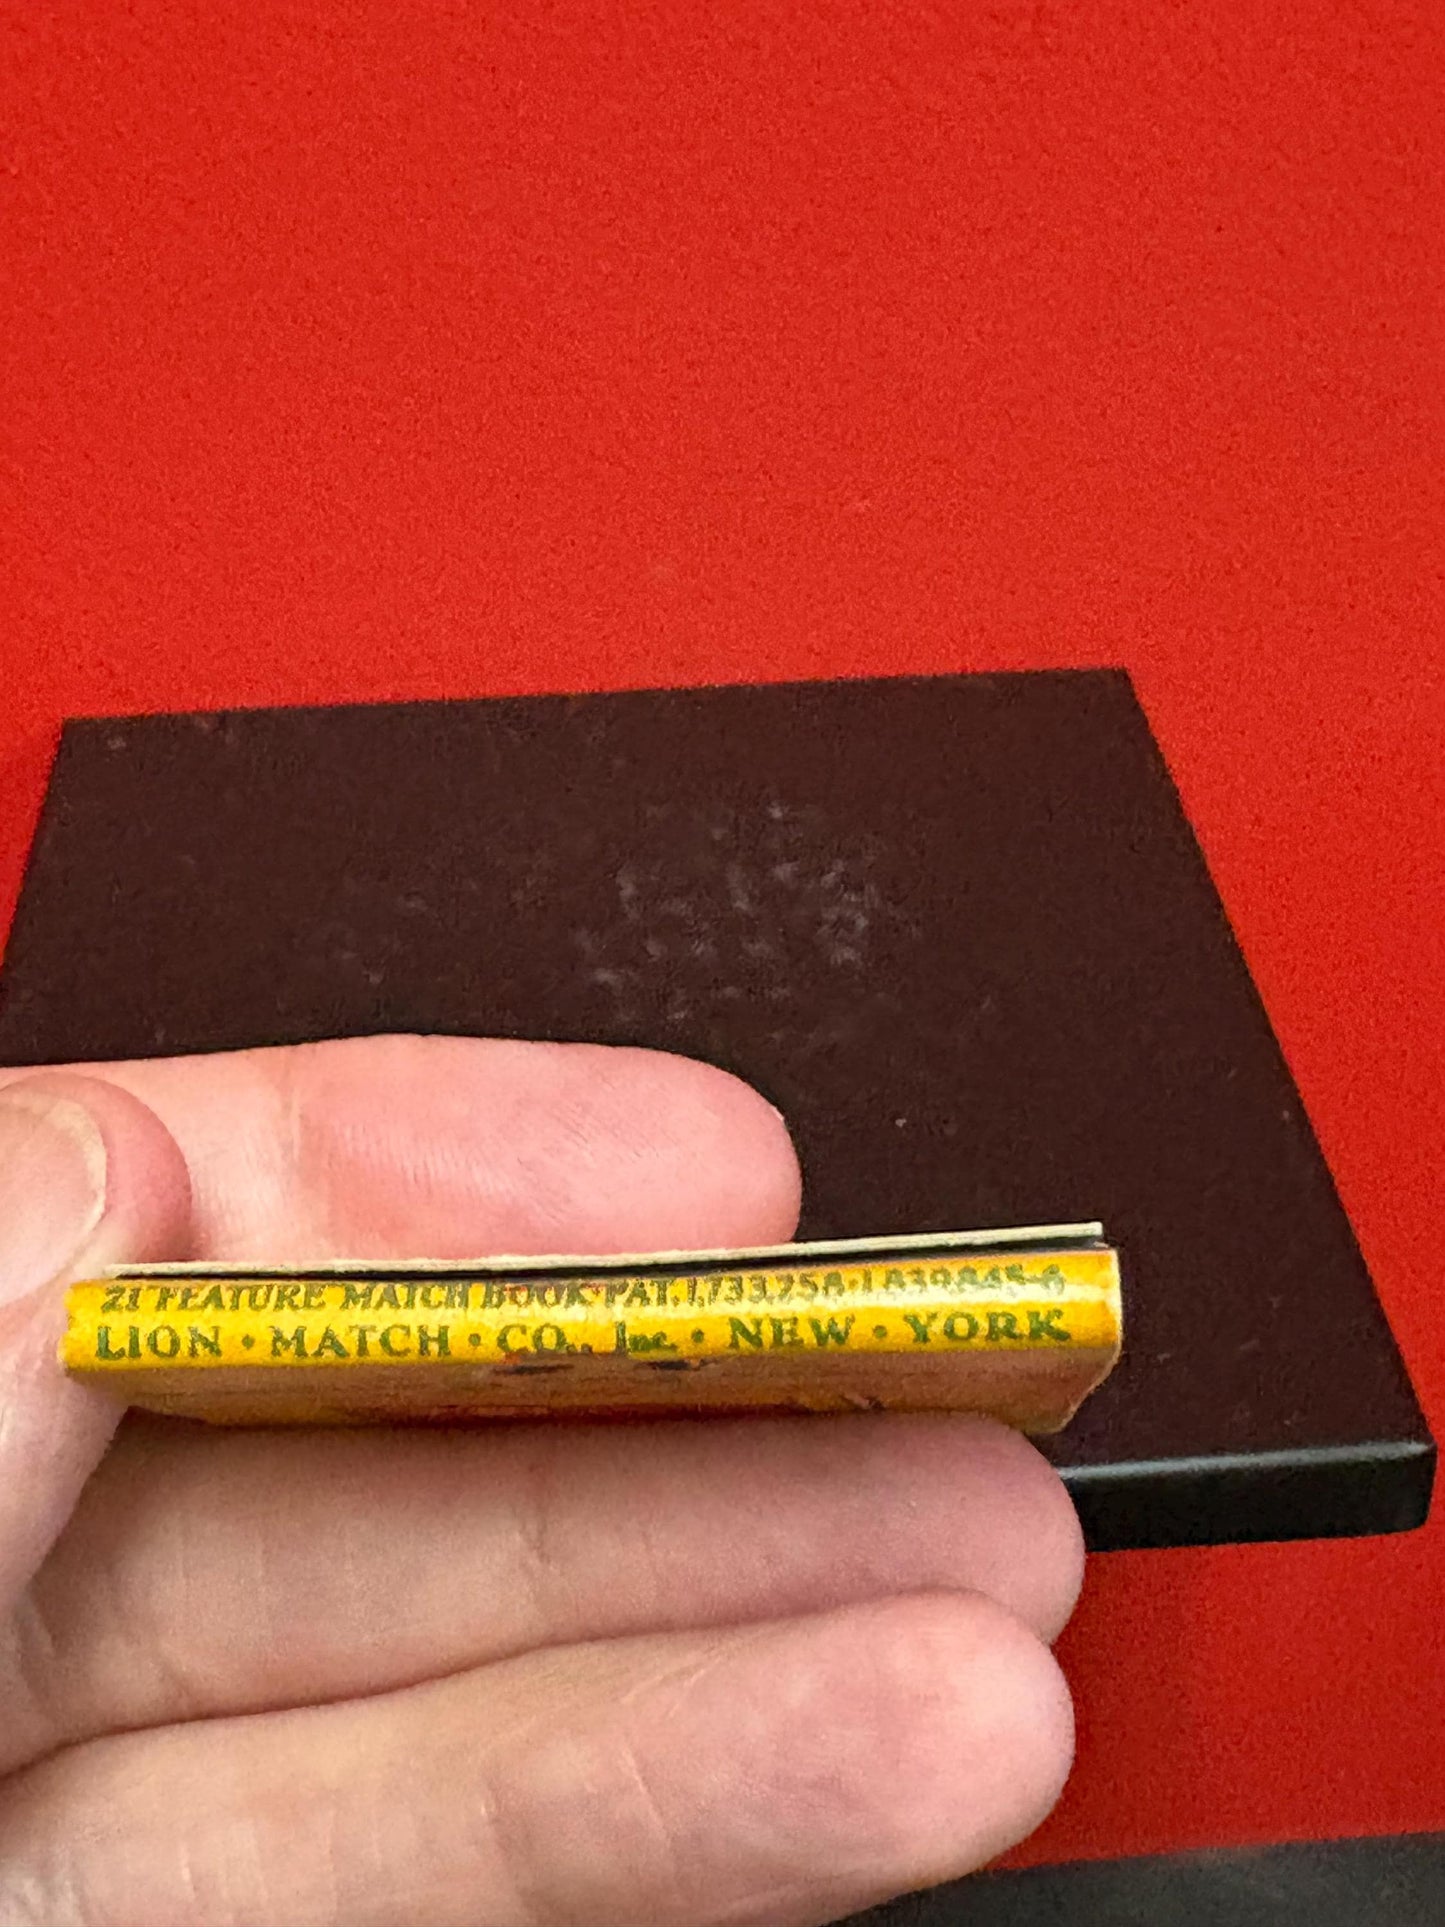 21 FEATURE MATCH BOOK PAT. 1,733,258·1,839,845-6
LION • MATCH • CO., Inc. • NEW • YORK